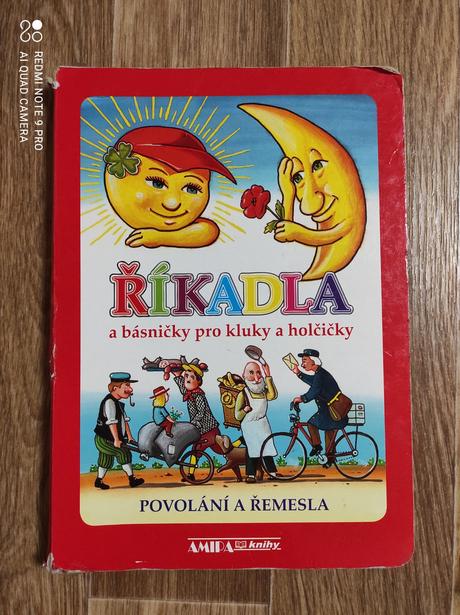 REDMI NOTE 9 PRO
AI QUAD CAMERA
ŘÍKADLA
a básničky pro kluky a holčičky
POVOLÁNÍ A ŘEMESLA
AMIDA knihy